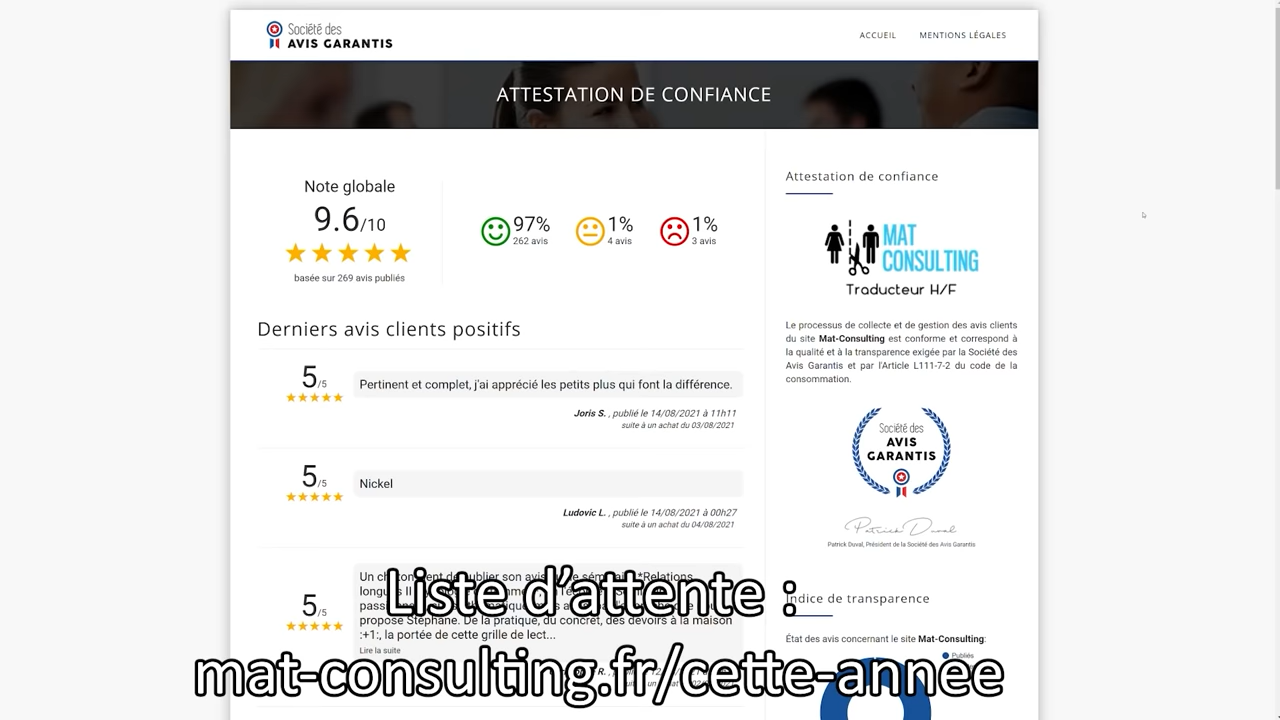 Société des
AVIS GARANTIS
ACCUEIL
MENTIONS LÉGALES
ATTESTATION DE CONFIANCE
Note globale
9.6/10
basée sur 269 avis publiés
97%
262 avis
1%
4 avis
1%
3 avis
Derniers avis clients positifs
5/5
Pertinent et complet, j'ai apprécié les petits plus qui font la différence.
Joris S. , publié le 14/08/2021 à 11h11
suite à un achat du 03/08/2021
5/5
Nickel
Ludovic L. , publié le 14/08/2021 à 00h27
suite à un achat du 04/08/2021
5/5
Un
publier son avis
*Relations
propose Stéphane. De la pratique, du concret, des devoirs à la maison
:+1:, la portée de cette grille de lect...
Lire la suite
Attestation de confiance
MAT
CONSULTING
Traducteur H/F
Le processus de collecte et de gestion des avis clients
du site Mat-Consulting est conforme et correspond à
la qualité et à la transparence exigée par la Société des
Avis Garantis et par l'Article L111-7-2 du code de la
consommation.
Société des
AVIS
GARANTIS
Patrick Duval
Patrick Duval, Président de la Société des Avis Garantis
Indice de transparence
État des avis concernant le site Mat-Consulting:
Publiés
Liste d'attente :
mat-consulting.fr/cette-annee